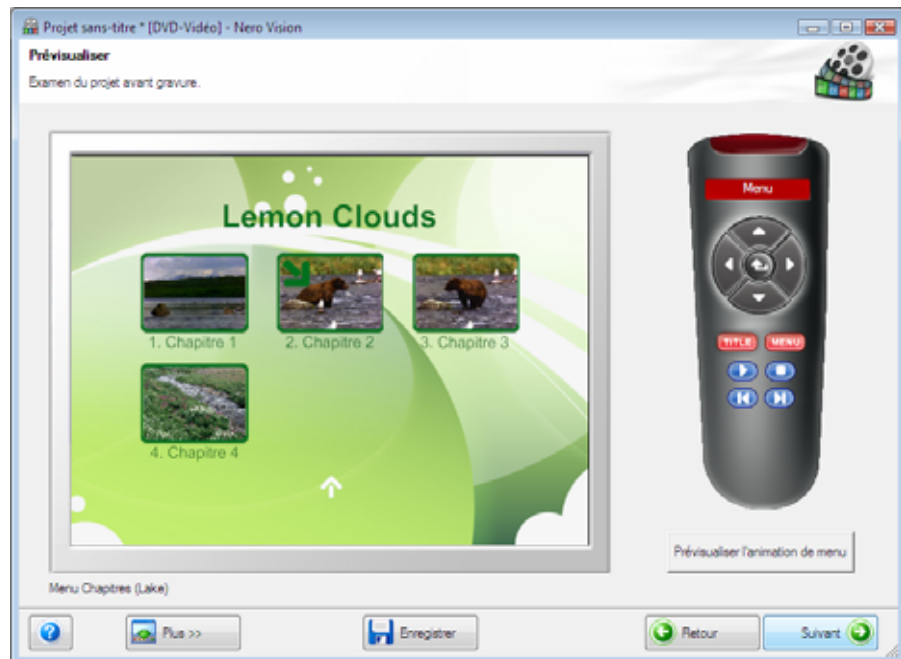 Projet sans-titre * [DVD-Vidéo] - Nero Vision
Prévisualiser
Examen du projet avant gravure.
Lemon Clouds
1. Chapitre 1
2. Chapitre 2
3. Chapitre 3
4. Chapitre 4
Menu
TITLE MENU
Prévisualiser l'animation de menu
Menu Chapitres (Lake)
? Plus >> Enregistrer Retour Suivant